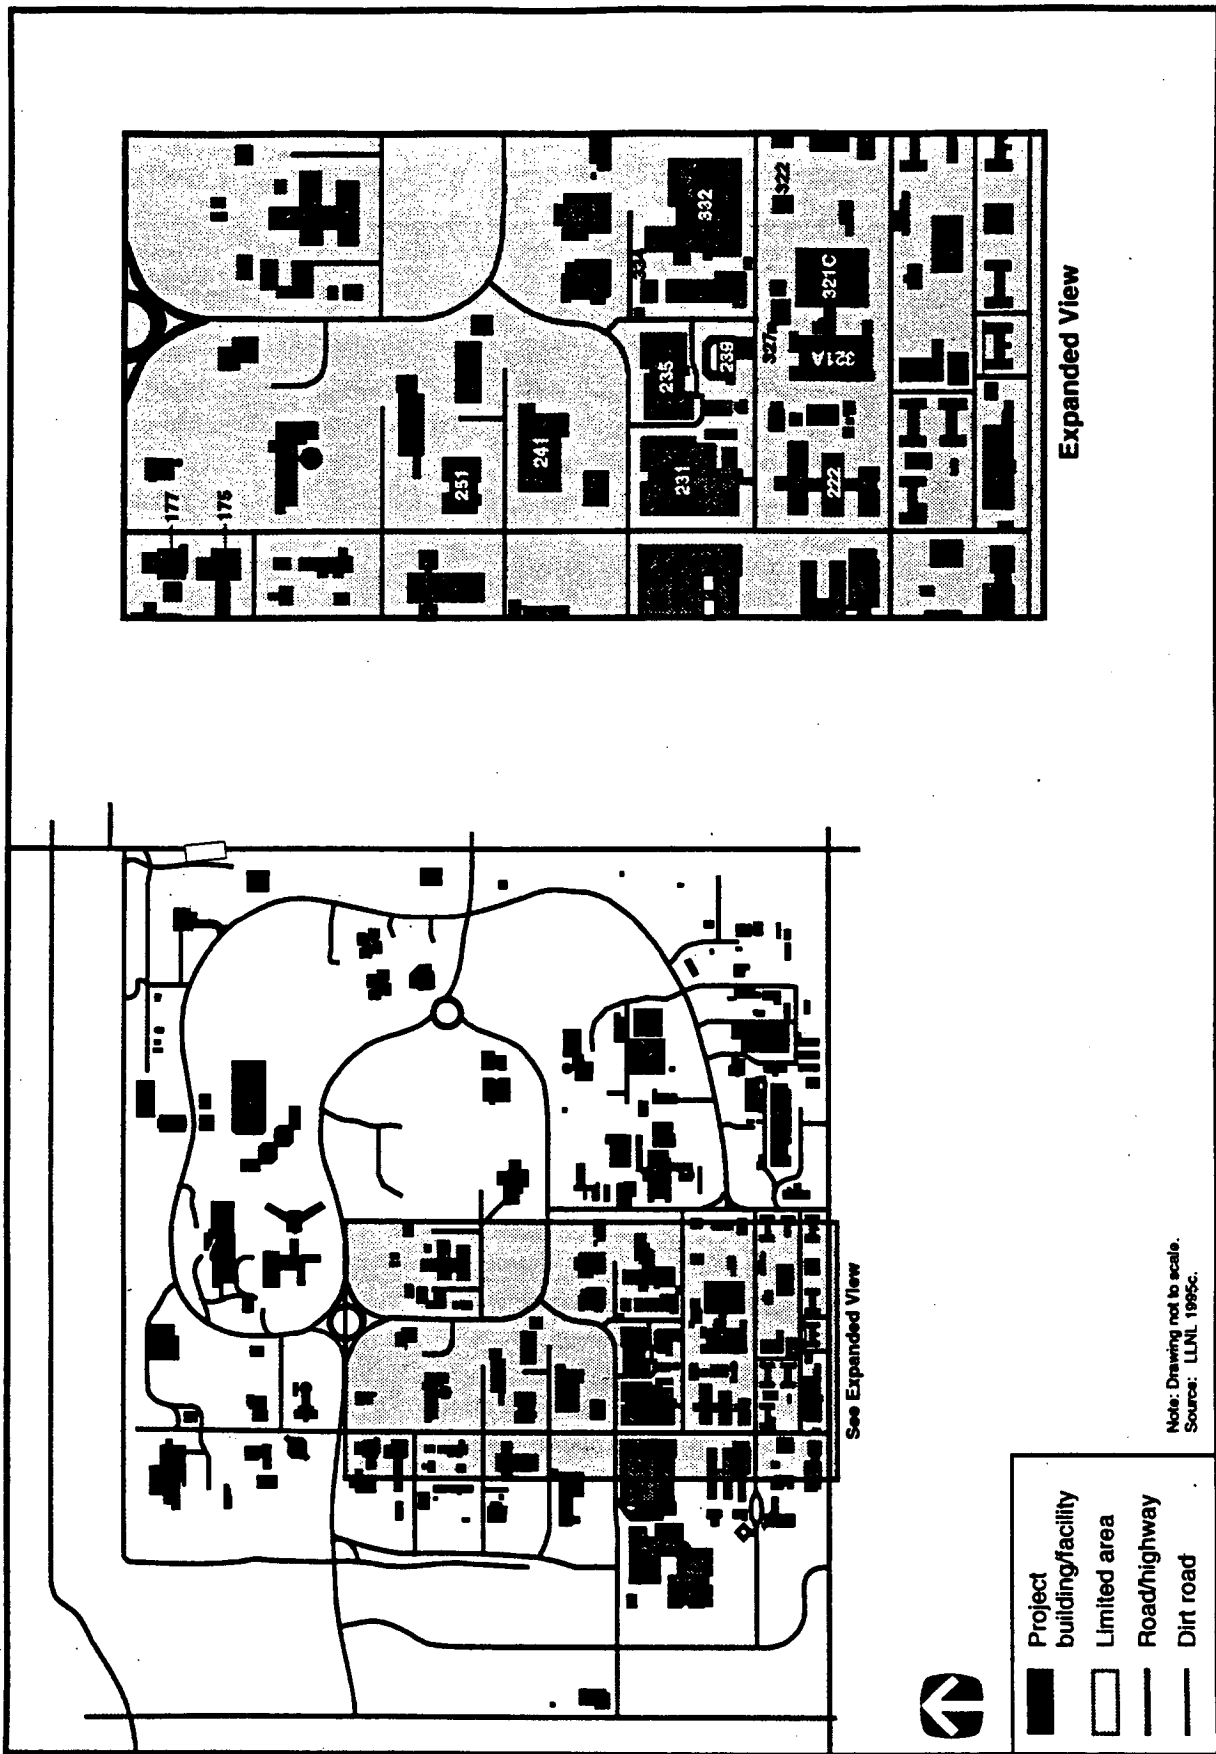 177
175
251
241
231
235
239
334
332
222
327
321A
321C
322
Expanded View
See Expanded View
Project
building/facility
Limited area
Road/highway
Dirt road
Note: Drawing not to scale.
Source: LLNL 1995c.